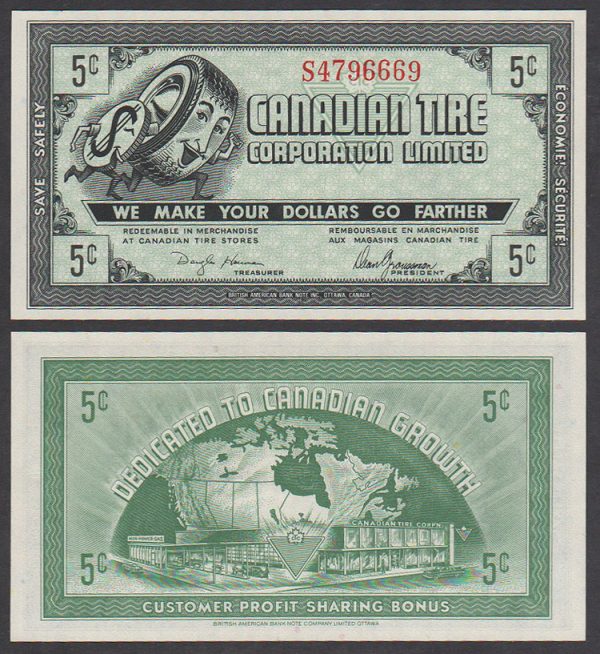 5¢
S4796669
5¢
SAVE SAFELY
CANADIAN TIRE
CORPORATION LIMITED
ECONOMIE! SÉCURITÉ!
WE MAKE YOUR DOLLARS GO FARTHER
REDEEMABLE IN MERCHANDISE
AT CANADIAN TIRE STORES
REMBOURSABLE EN MARCHANDISE
AUX MAGASINS CANADIAN TIRE
5¢
5¢
TREASURER
PRESIDENT
BRITISH AMERICAN BANK NOTE INC. OTTAWA, CANADA
5¢
5¢
DEDICATED TO CANADIAN GROWTH
CTC
CANADIAN TIRE CORPN.
5¢
5¢
CUSTOMER PROFIT SHARING BONUS
BRITISH AMERICAN BANK NOTE COMPANY LIMITED OTTAWA